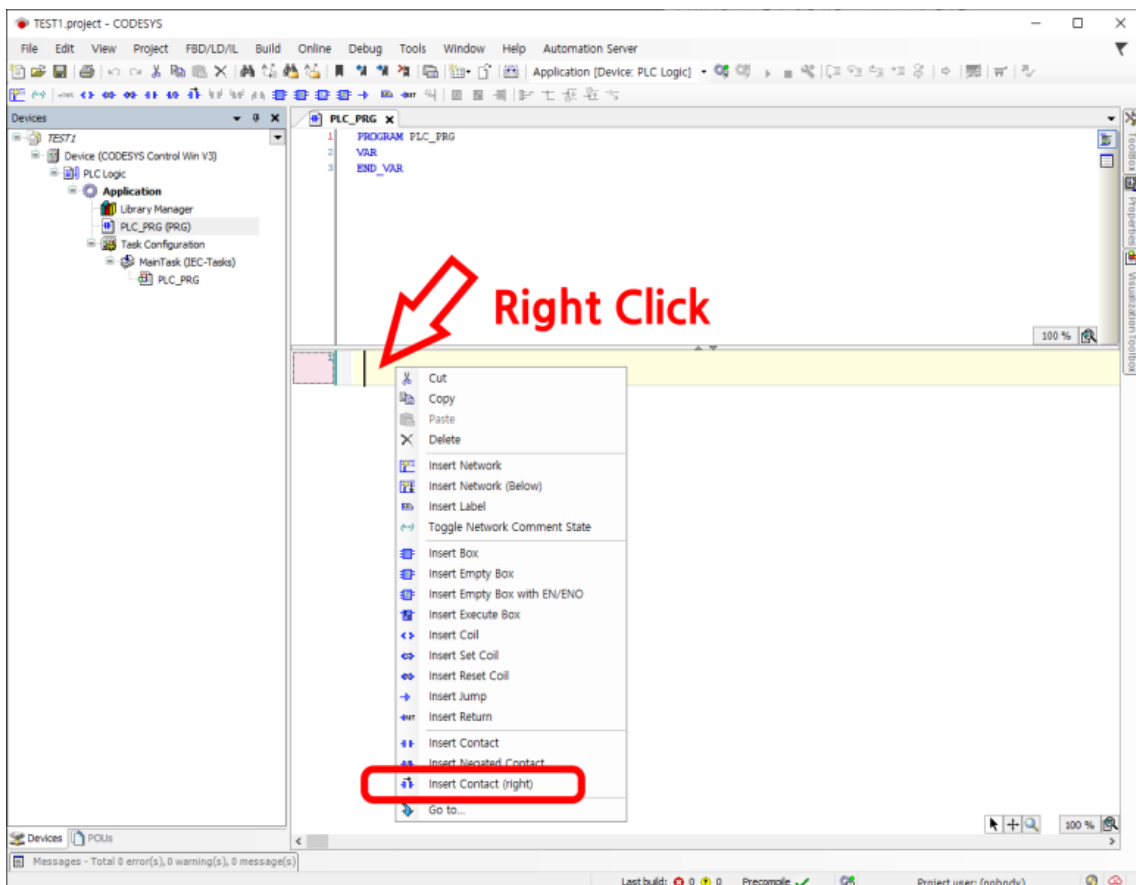 TEST1.project - CODESYS
File Edit View Project FBD/LD/IL Build Online Debug Tools Window Help Automation Server
Application [Device: PLC Logic]
Devices
PLC_PRG
TEST1
Device (CODESYS Control Win V3)
PLC Logic
Application
Library Manager
PLC_PRG (PRG)
Task Configuration
MainTask (IEC-Tasks)
PLC_PRG
1 PROGRAM PLC_PRG
2 VAR
3 END_VAR
Right Click
100 %
1
Cut
Copy
Paste
Delete
Insert Network
Insert Network (Below)
Insert Label
Toggle Network Comment State
Insert Box
Insert Empty Box
Insert Empty Box with EN/ENO
Insert Execute Box
Insert Coil
Insert Set Coil
Insert Reset Coil
Insert Jump
Insert Return
Insert Contact
Insert Negated Contact
Insert Contact (right)
Go to...
100 %
ToolBox
Properties
Visualization Toolbox
Devices POUs
Messages - Total 0 error(s), 0 warning(s), 0 message(s)
Last build: 0 0 Precompile Project user: (nobody)